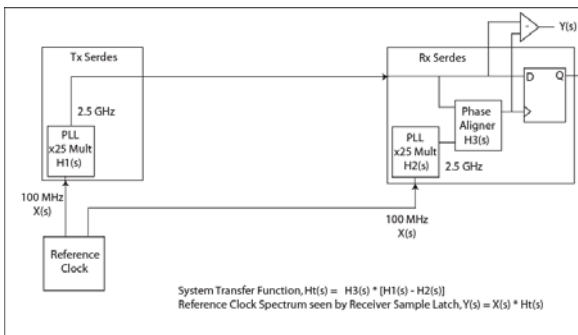 Y(s)
Tx Serdes
Rx Serdes
2.5 GHz
PLL
x25 Mult
H1(s)
D
Q
Phase
Aligner
H3(s)
PLL
x25 Mult
H2(s)
2.5 GHz
100 MHz
X(s)
100 MHz
X(s)
Reference
Clock
System Transfer Function, Ht(s) = H3(s) * [H1(s) - H2(s)]
Reference Clock Spectrum seen by Receiver Sample Latch, Y(s) = X(s) * Ht(s)